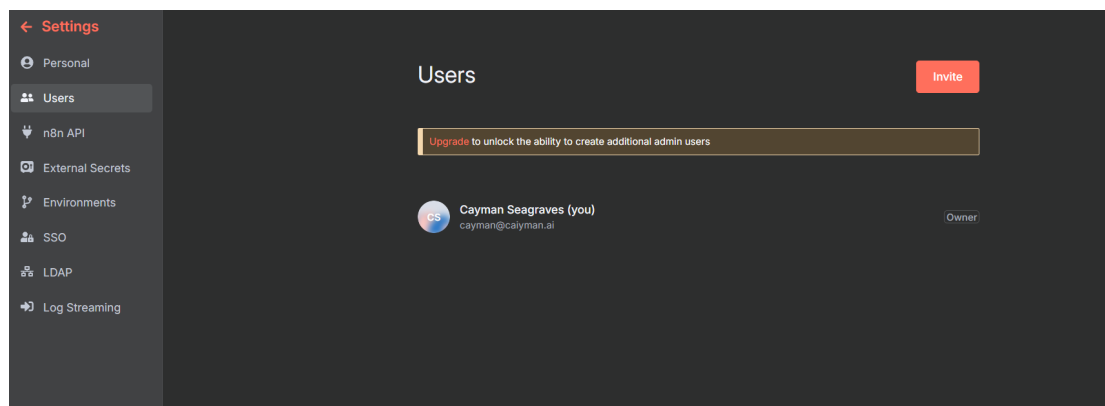 Settings
Personal
Users
n8n API
External Secrets
Environments
SSO
LDAP
Log Streaming
Users
Invite
Upgrade to unlock the ability to create additional admin users
CS
Cayman Seagraves (you)
cayman@caiyman.ai
Owner